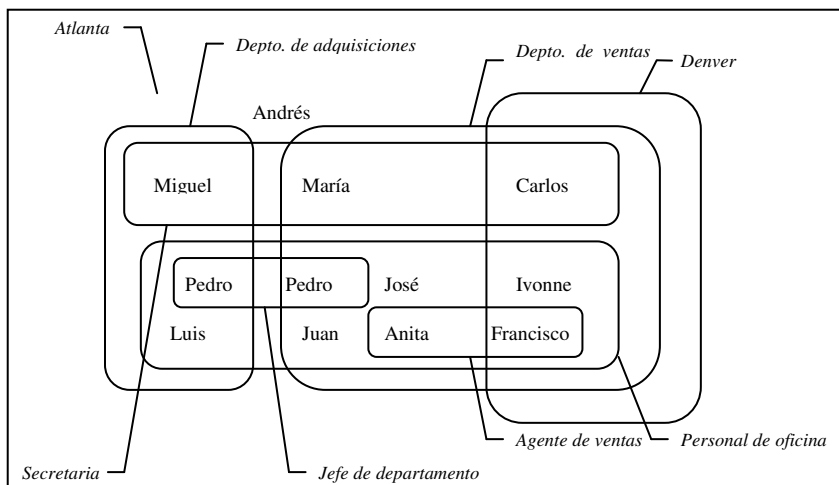 Atlanta
Depto. de adquisiciones
Depto. de ventas
Denver
Andrés
Miguel María Carlos
Pedro Pedro José Ivonne
Luis Juan Anita Francisco
Secretaria
Jefe de departamento
Agente de ventas
Personal de oficina